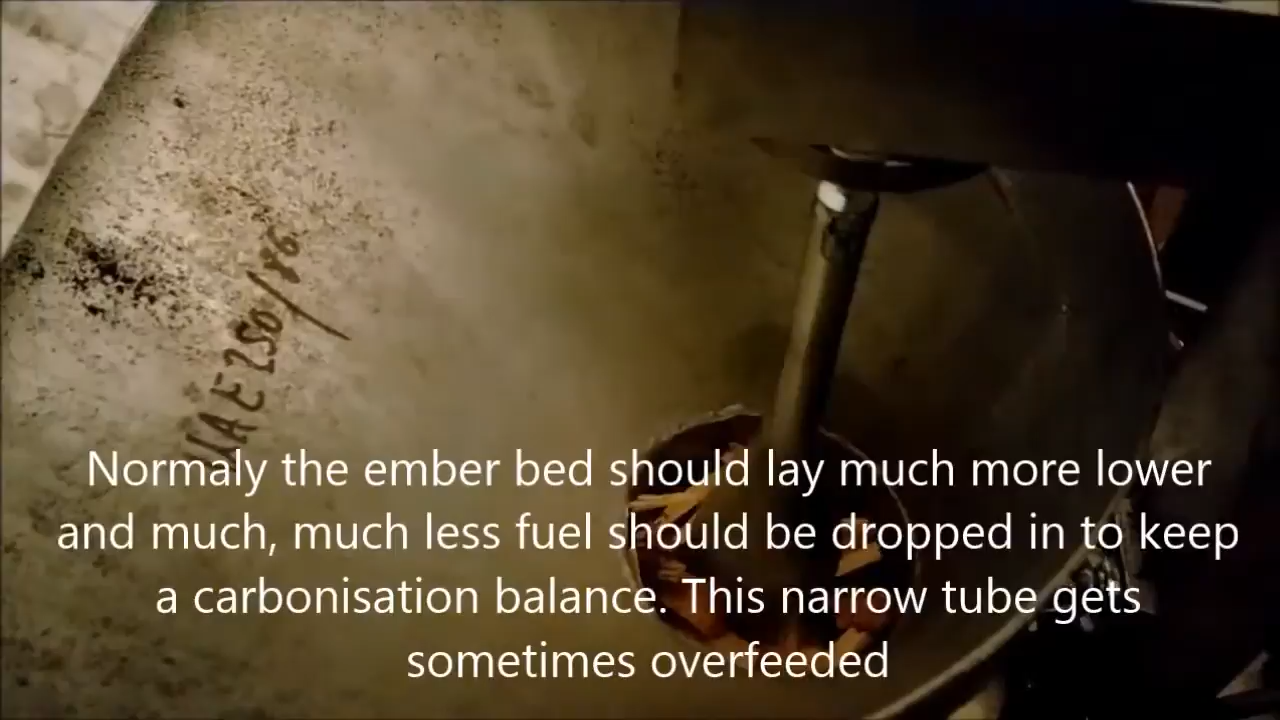 UAE250/86
Normaly the ember bed should lay much more lower
and much, much less fuel should be dropped in to keep
a carbonisation balance. This narrow tube gets
sometimes overfeeded